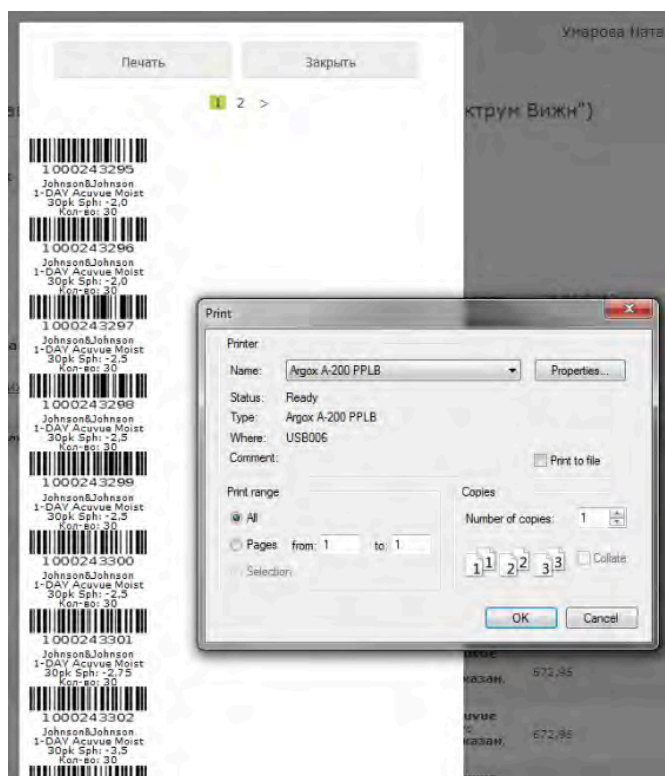 Умарова Ната
Печать
Закрыть
1 2 >
ктрум Вижн")
1000243295
Johnson&Johnson
1-DAY Acuvue Moist
30pk Sph: -2,0
Кол-во: 30
1000243296
Johnson&Johnson
1-DAY Acuvue Moist
30pk Sph: -2,0
Кол-во: 30
1000243297
Johnson&Johnson
1-DAY Acuvue Moist
30pk Sph: -2,5
Кол-во: 30
1000243298
Johnson&Johnson
1-DAY Acuvue Moist
30pk Sph: -2,5
Кол-во: 30
1000243299
Johnson&Johnson
1-DAY Acuvue Moist
30pk Sph: -2,5
Кол-во: 30
1000243300
Johnson&Johnson
1-DAY Acuvue Moist
30pk Sph: -2,5
Кол-во: 30
1000243301
Johnson&Johnson
1-DAY Acuvue Moist
30pk Sph: -2,75
Кол-во: 30
1000243302
Johnson&Johnson
1-DAY Acuvue Moist
30pk Sph: -3,5
Кол-во: 30
Print
Printer
Name: Argox A-200 PPLB Properties...
Status: Ready
Type: Argox A-200 PPLB
Where: USB006
Comment: Print to file
Print range
All
Pages from: 1 to: 1
Selection
Copies
Number of copies: 1
11 22 33 Collate
OK Cancel
казан, 672,95
uvue
казан, 672,95